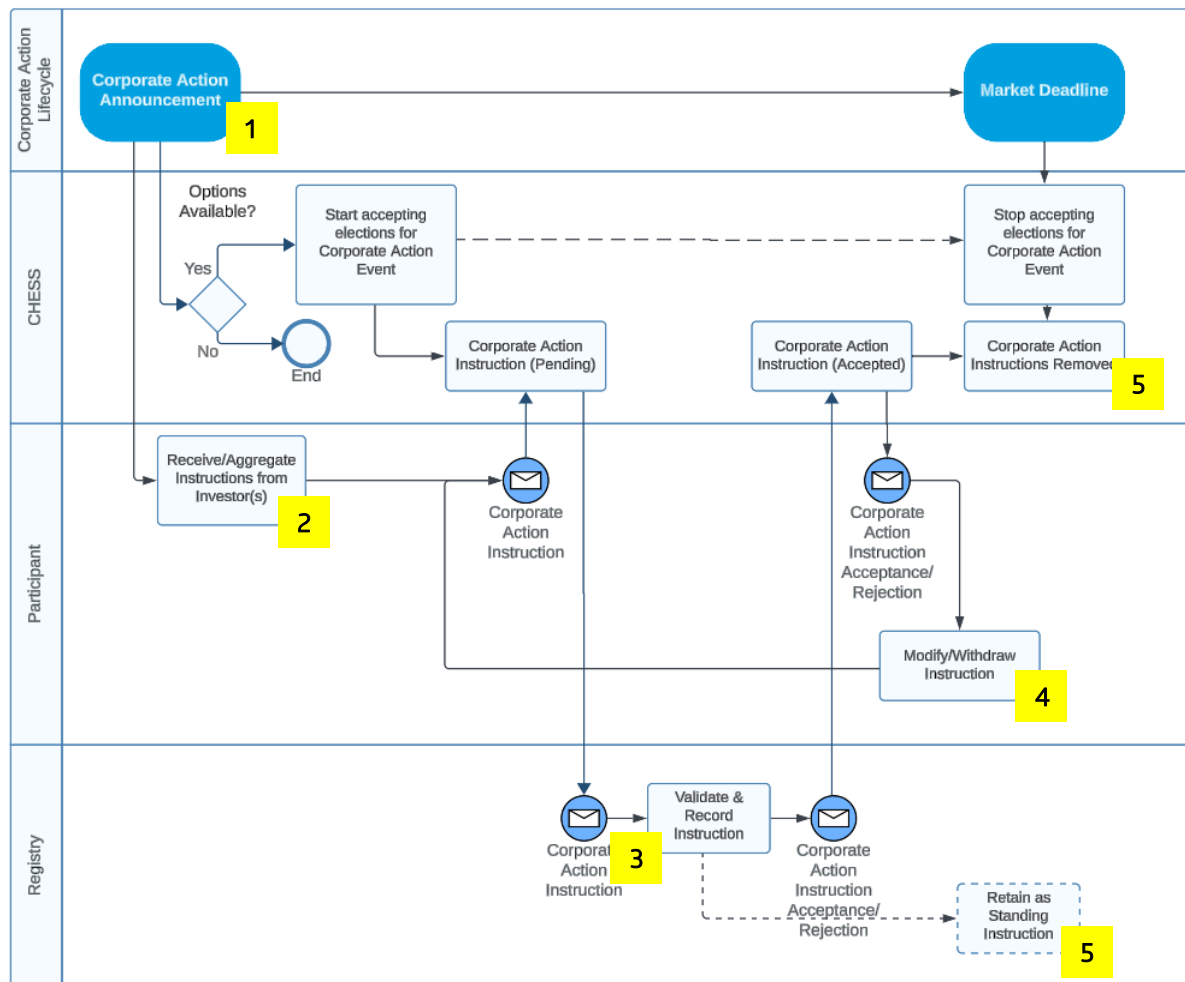 Corporate Action
Lifecycle
Corporate Action
Announcement
1
Market Deadline
CHESS
Options
Available?
Yes
No
End
Start accepting
elections for
Corporate Action
Event
Stop accepting
elections for
Corporate Action
Event
Corporate Action
Instruction (Pending)
Corporate Action
Instruction (Accepted)
Corporate Action
Instructions Removed
5
Participant
Receive/Aggregate
Instructions from
Investor(s)
2
Corporate
Action
Instruction
Corporate
Action
Instruction
Acceptance/
Rejection
Modify/Withdraw
Instruction
4
Registry
Corporate
Action
Instruction
3
Validate &
Record
Instruction
Corporate
Action
Instruction
Acceptance/
Rejection
Retain as
Standing
Instruction
5